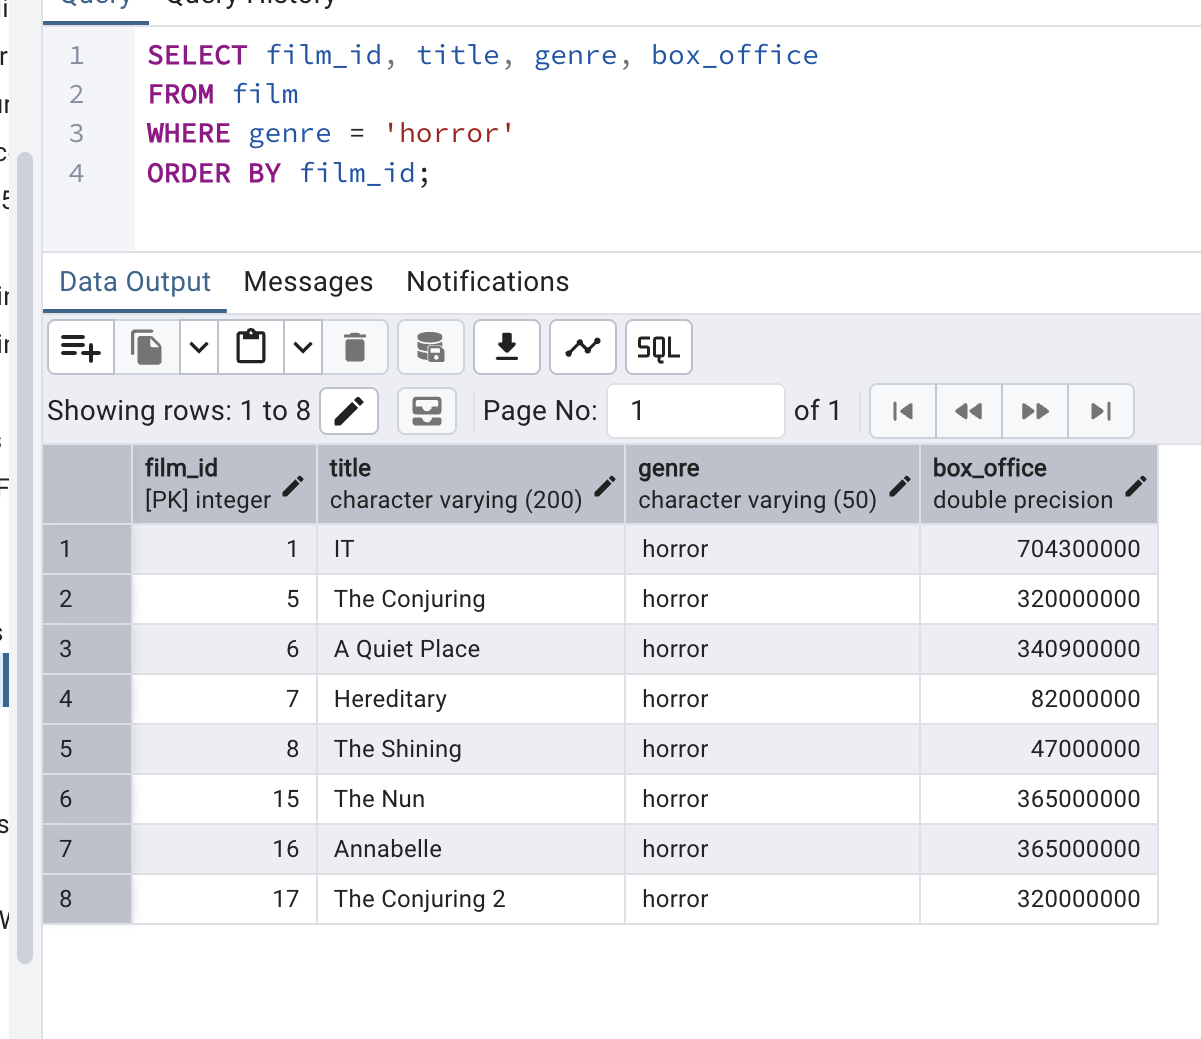 Query Query History
1 SELECT film_id, title, genre, box_office
2 FROM film
3 WHERE genre = 'horror'
4 ORDER BY film_id;
Data Output Messages Notifications
SQL
Showing rows: 1 to 8 Page No: 1 of 1
film_id title genre box_office
[PK] integer character varying (200) character varying (50) double precision
1 1 IT horror 704300000
2 5 The Conjuring horror 320000000
3 6 A Quiet Place horror 340900000
4 7 Hereditary horror 82000000
5 8 The Shining horror 47000000
6 15 The Nun horror 365000000
7 16 Annabelle horror 365000000
8 17 The Conjuring 2 horror 320000000